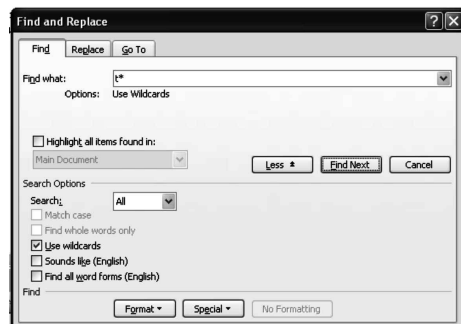 Find and Replace
Find Replace Go To
Find what: t*
Options: Use Wildcards
Highlight all items found in:
Main Document
Less Find Next Cancel
Search Options
Search: All
Match case
Find whole words only
Use wildcards
Sounds like (English)
Find all word forms (English)
Find
Format Special No Formatting